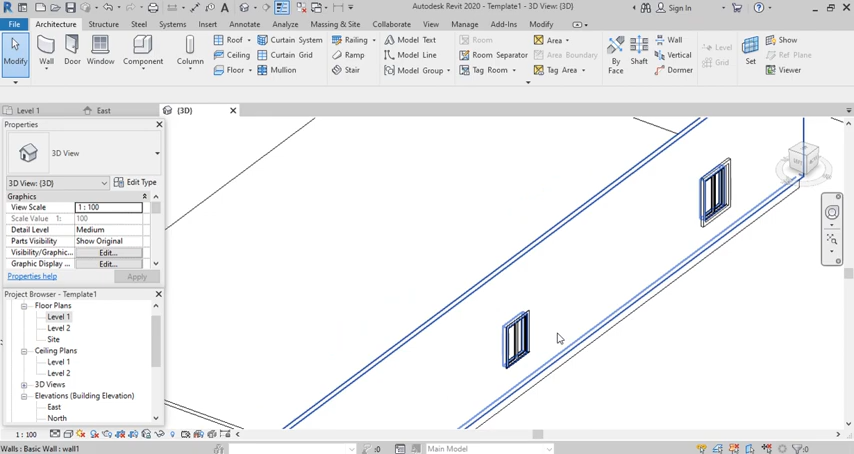 Autodesk Revit 2020 - Template1 - 3D View: {3D}
Sign In
File Architecture Structure Steel Systems Insert Annotate Analyze Massing & Site Collaborate View Manage Add-Ins Modify
Modify Wall Door Window Component Column
Roof Curtain System Railing Model Text Room Area Wall Level Show
Ceiling Curtain Grid Ramp Model Line Room Separator Area Boundary Vertical Grid Ref Plane
Floor Mullion Stair Model Group Tag Room Tag Area Dormer Viewer
By Face Shaft Set
Level 1 East {3D}
Properties
3D View
3D View: {3D} Edit Type
Graphics
View Scale 1 : 100
Scale Value 1: 100
Detail Level Medium
Parts Visibility Show Original
Visibility/Graphic... Edit...
Graphic Display ... Edit...
Properties help Apply
Project Browser - Template1
Floor Plans
Level 1
Level 2
Site
Ceiling Plans
Level 1
Level 2
3D Views
Elevations (Building Elevation)
East
North
1 : 100
Walls : Basic Wall : wall1
:0 Main Model :0